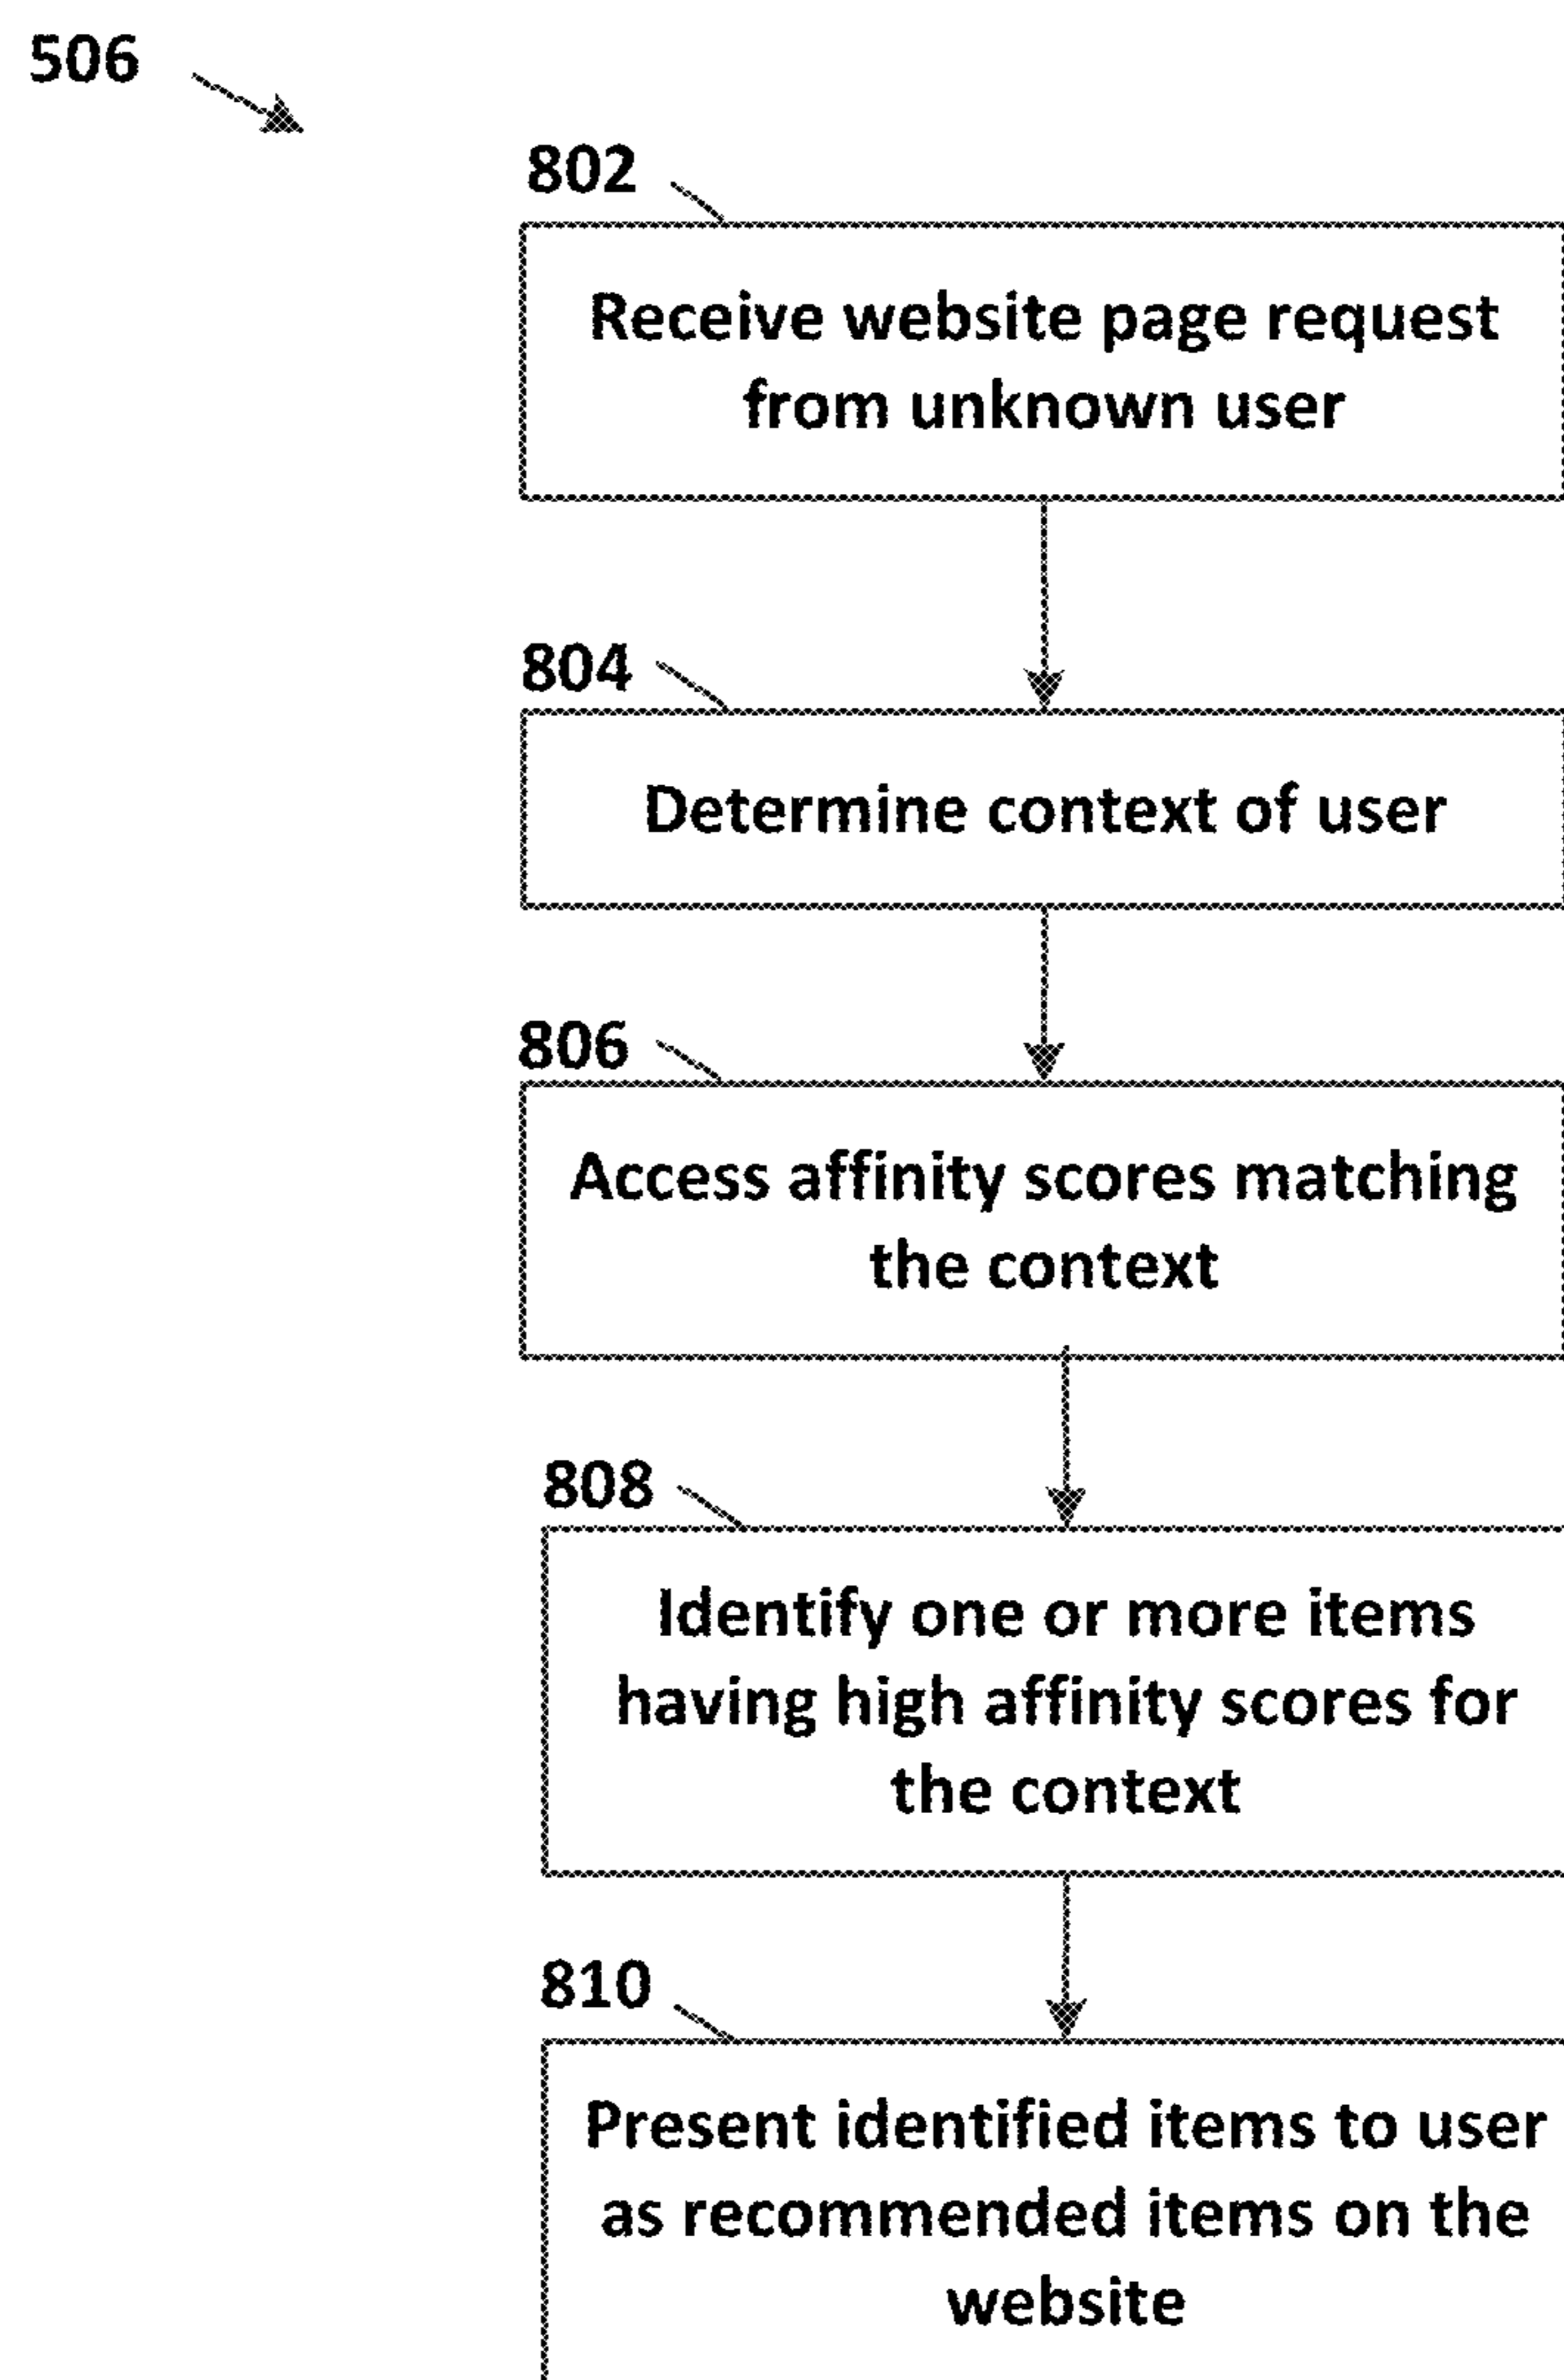 506
802
Receive website page request
from unknown user
804
Determine context of user
806
Access affinity scores matching
the context
808
Identify one or more items
having high affinity scores for
the context
810
Present identified items to user
as recommended items on the
website